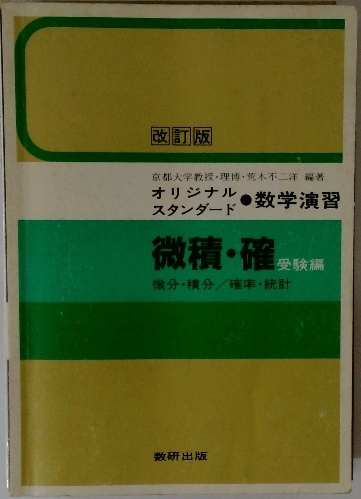 改訂版
京都大学教授・理博・荒木不二洋 編著
オリジナル
スタンダード●数学演習
微積・確 受験編
微分・積分／確率・統計
数研出版